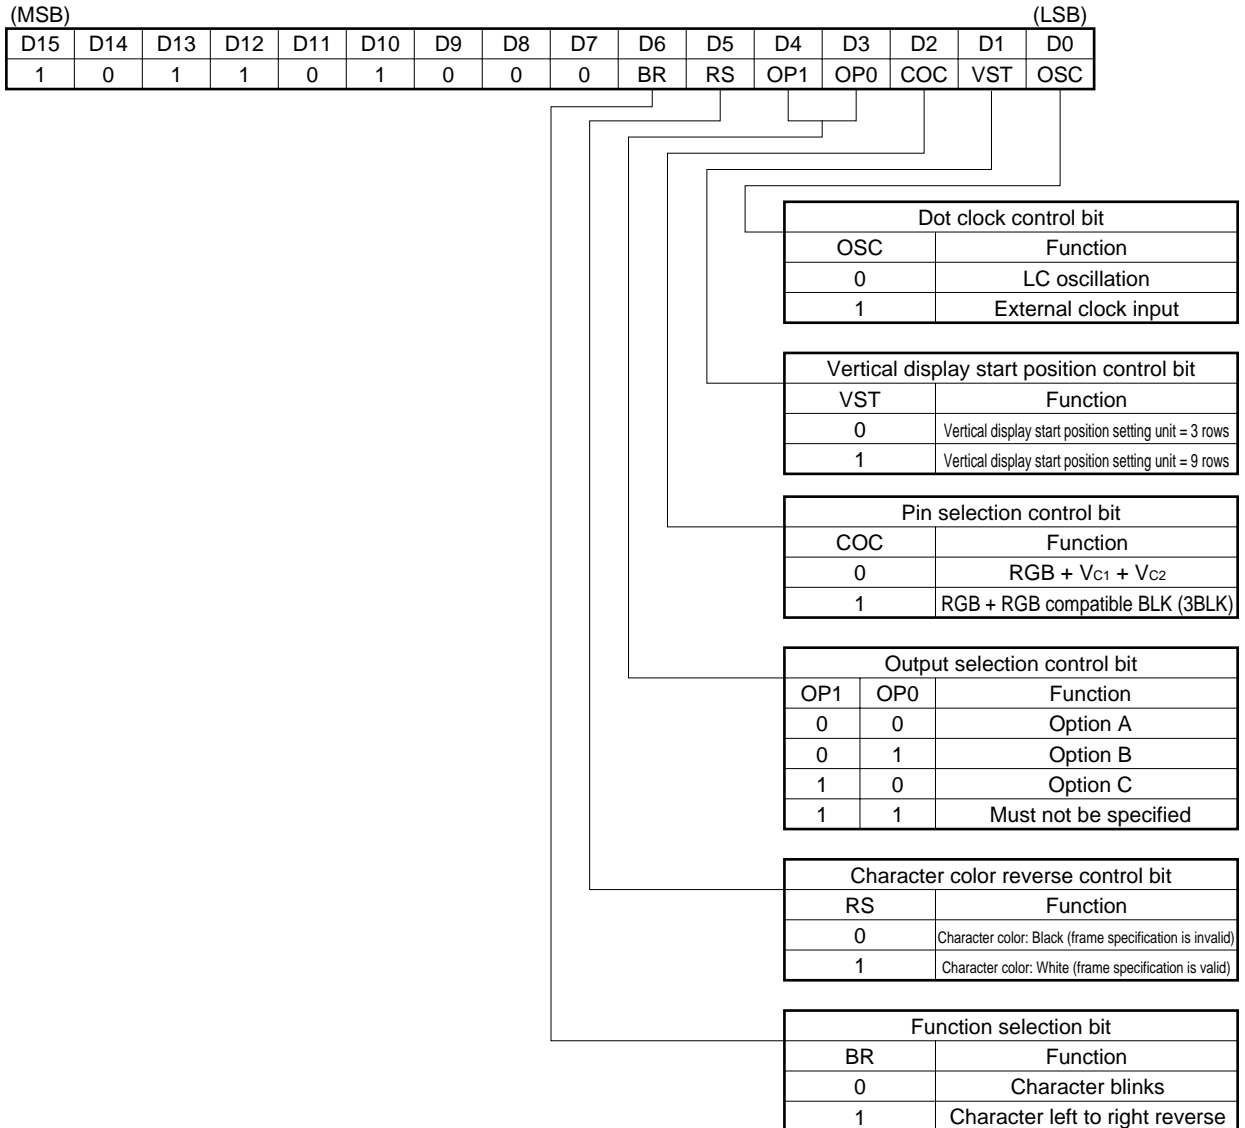 (MSB) (LSB)
D15 D14 D13 D12 D11 D10 D9 D8 D7 D6 D5 D4 D3 D2 D1 D0
1 0 1 1 0 1 0 0 0 BR RS OP1 OP0 COC VST OSC
Dot clock control bit
OSC Function
0 LC oscillation
1 External clock input
Vertical display start position control bit
VST Function
0 Vertical display start position setting unit = 3 rows
1 Vertical display start position setting unit = 9 rows
Pin selection control bit
COC Function
0 RGB + VC1 + VC2
1 RGB + RGB compatible BLK (3BLK)
Output selection control bit
OP1 OP0 Function
0 0 Option A
0 1 Option B
1 0 Option C
1 1 Must not be specified
Character color reverse control bit
RS Function
0 Character color: Black (frame specification is invalid)
1 Character color: White (frame specification is valid)
Function selection bit
BR Function
0 Character blinks
1 Character left to right reverse